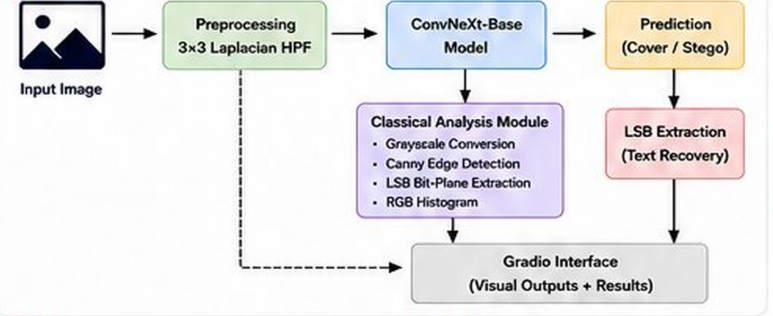 Input Image
Preprocessing
3×3 Laplacian HPF
ConvNeXt-Base
Model
Prediction
(Cover / Stego)
Classical Analysis Module
• Grayscale Conversion
• Canny Edge Detection
• LSB Bit-Plane Extraction
• RGB Histogram
LSB Extraction
(Text Recovery)
Gradio Interface
(Visual Outputs + Results)